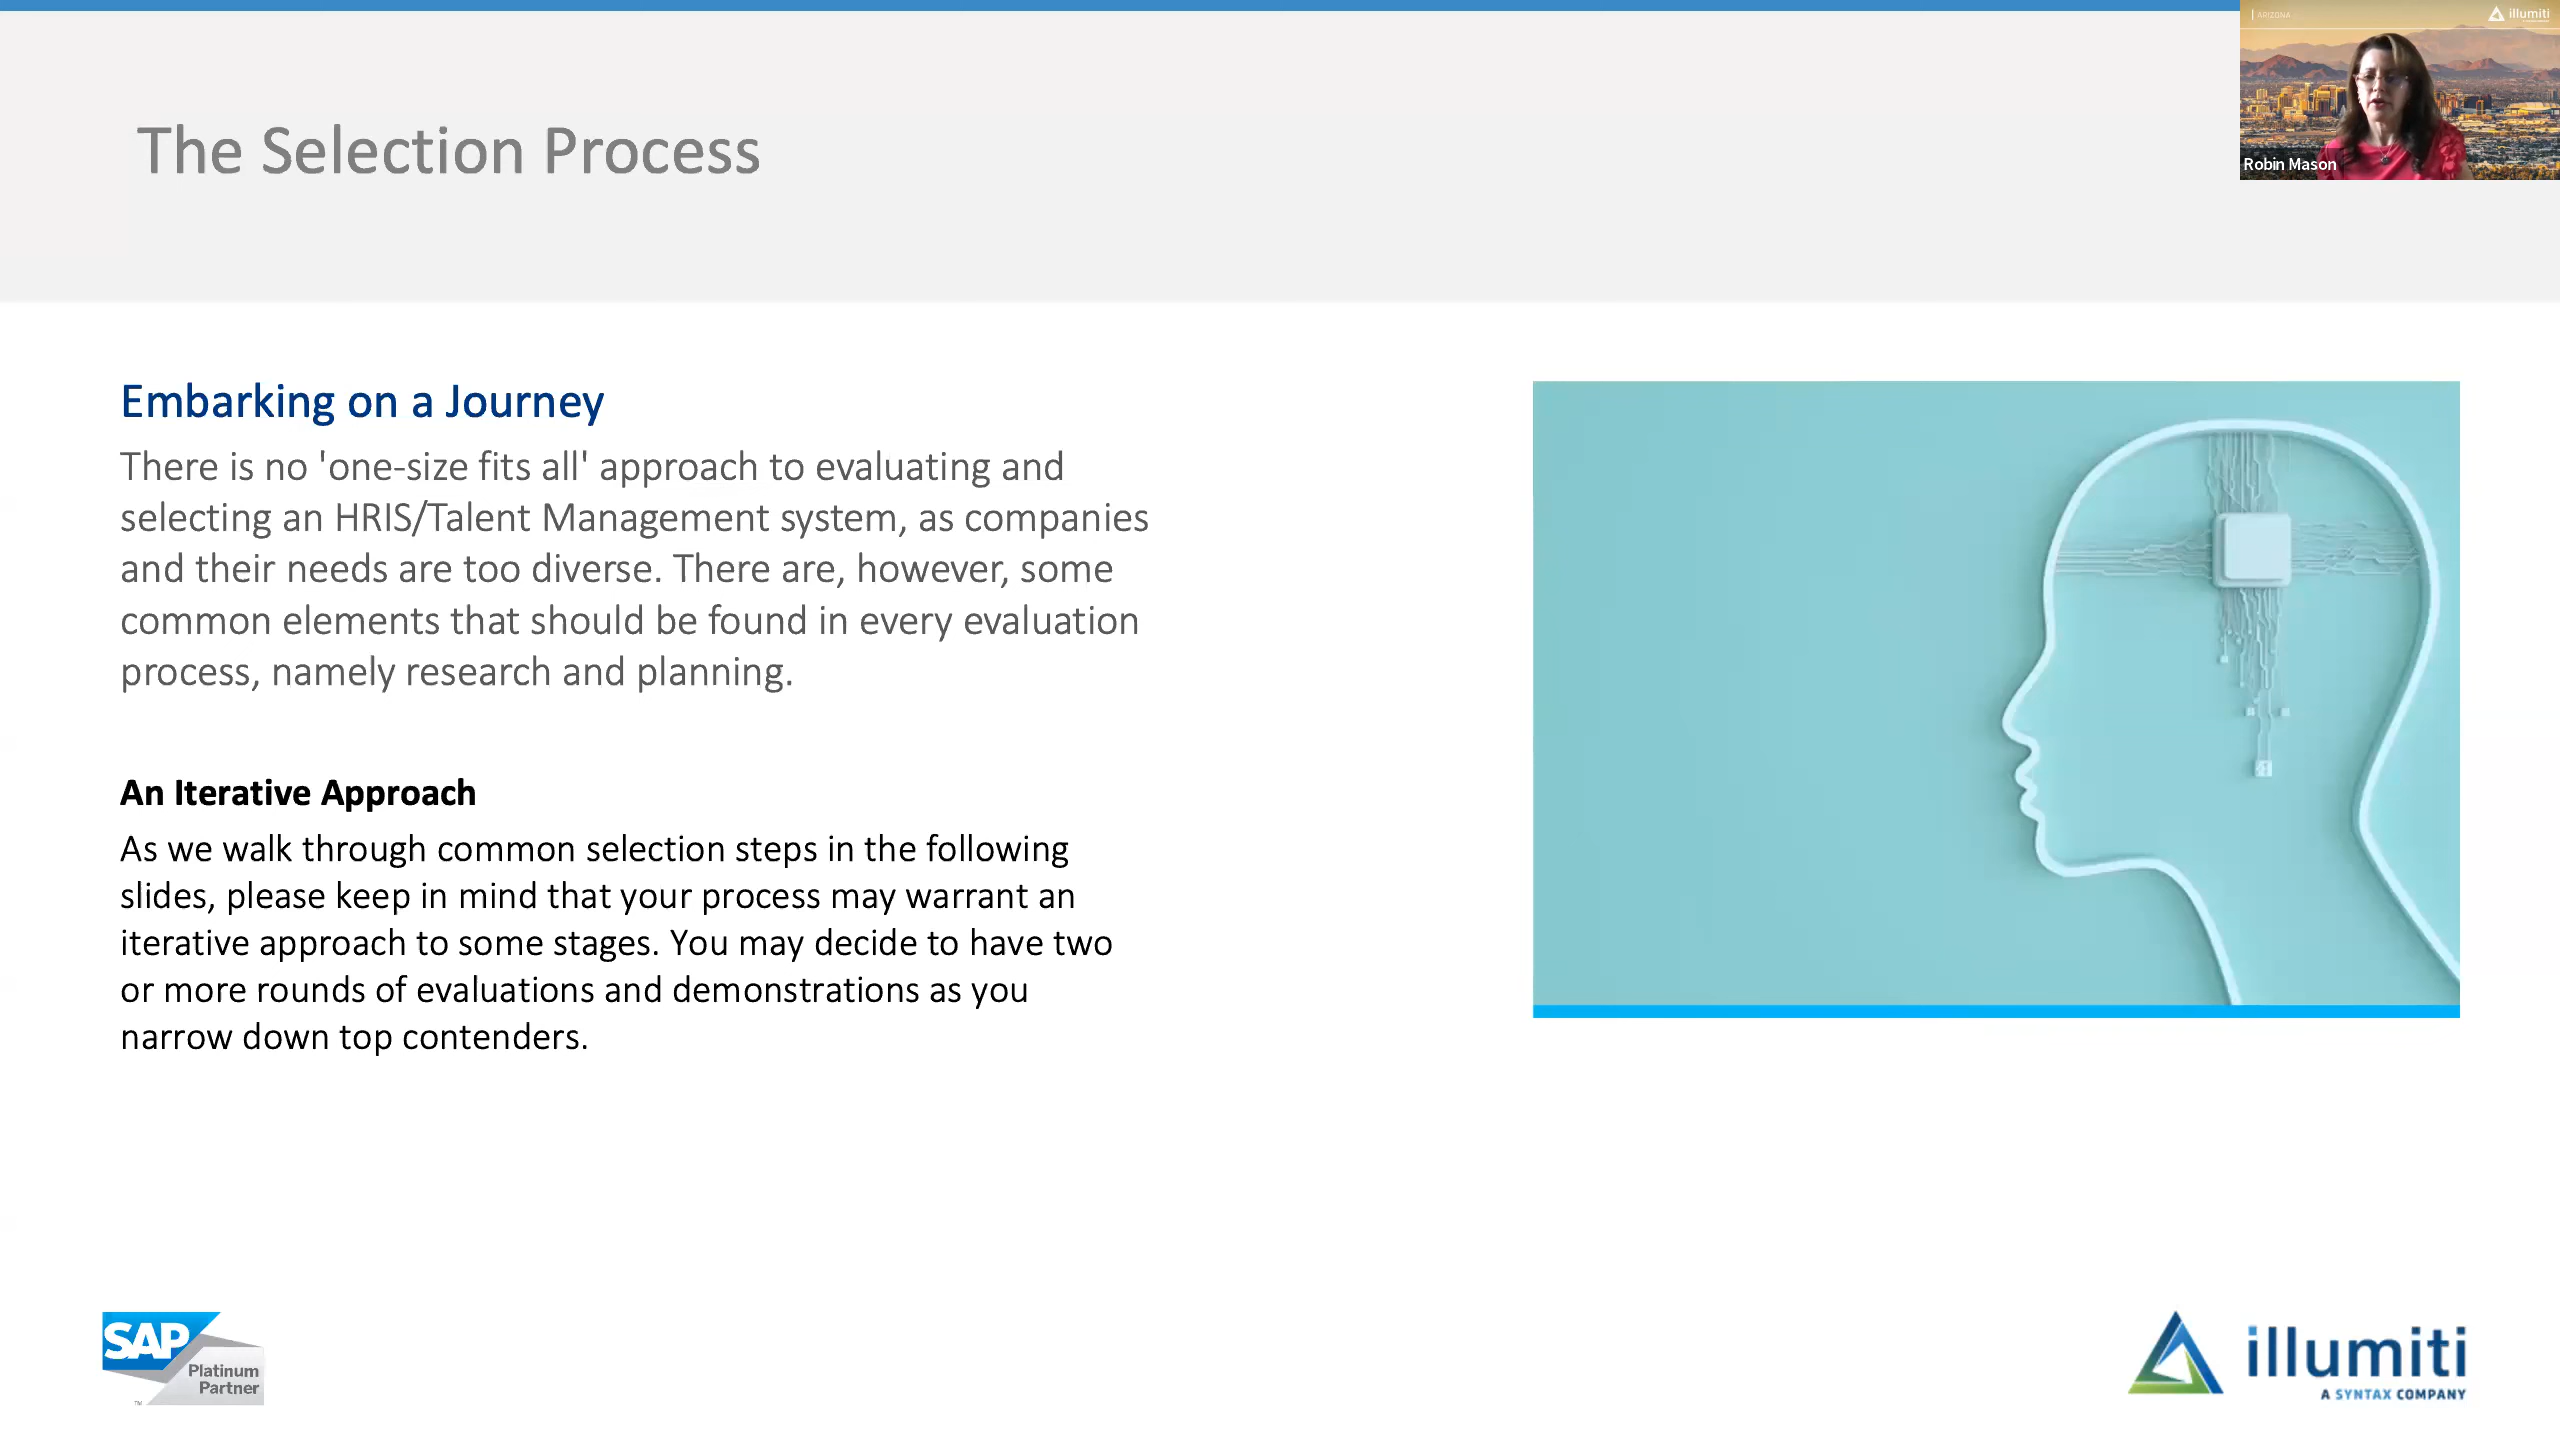 | ARIZONA
illumiti
Robin Mason
The Selection Process
Embarking on a Journey
There is no 'one-size fits all' approach to evaluating and
selecting an HRIS/Talent Management system, as companies
and their needs are too diverse. There are, however, some
common elements that should be found in every evaluation
process, namely research and planning.
An Iterative Approach
As we walk through common selection steps in the following
slides, please keep in mind that your process may warrant an
iterative approach to some stages. You may decide to have two
or more rounds of evaluations and demonstrations as you
narrow down top contenders.
SAP
Platinum
Partner
TM
illumiti
A SYNTAX COMPANY